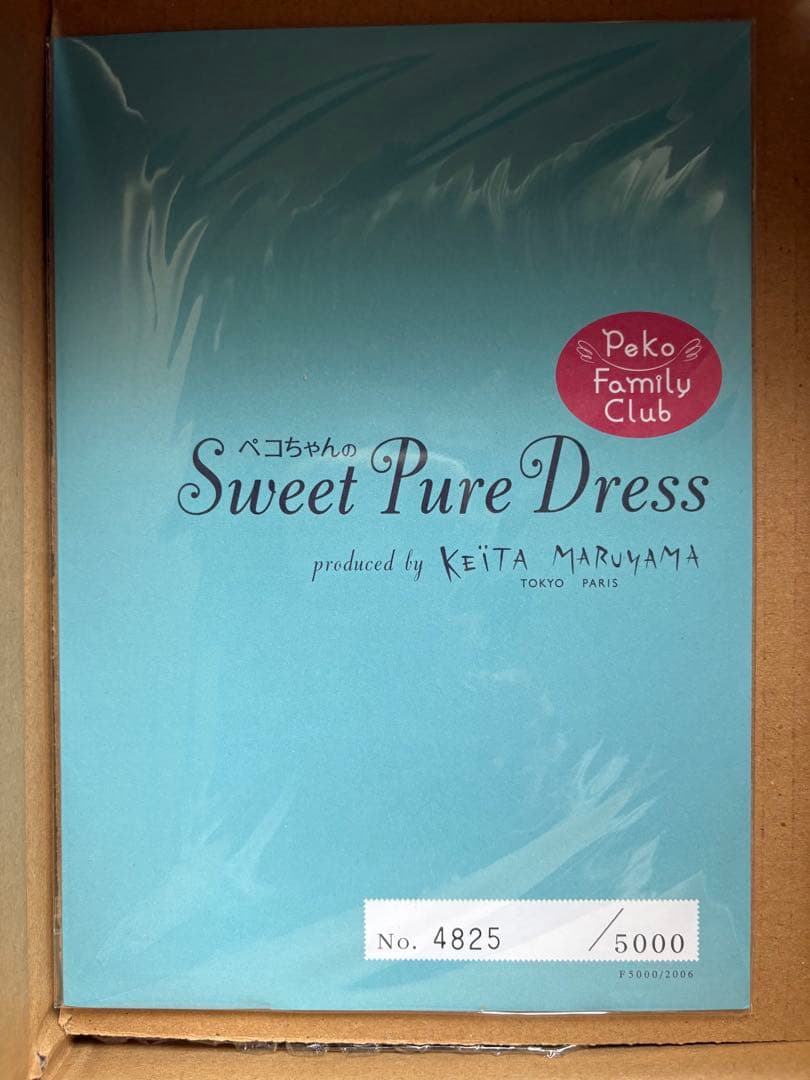 Peko
Family
Club
ペコちゃんの
Sweet Pure Dress
produced by KEÏTA MARUYAMA
TOKYO PARIS
No. 4825 /5000
F5000/2006